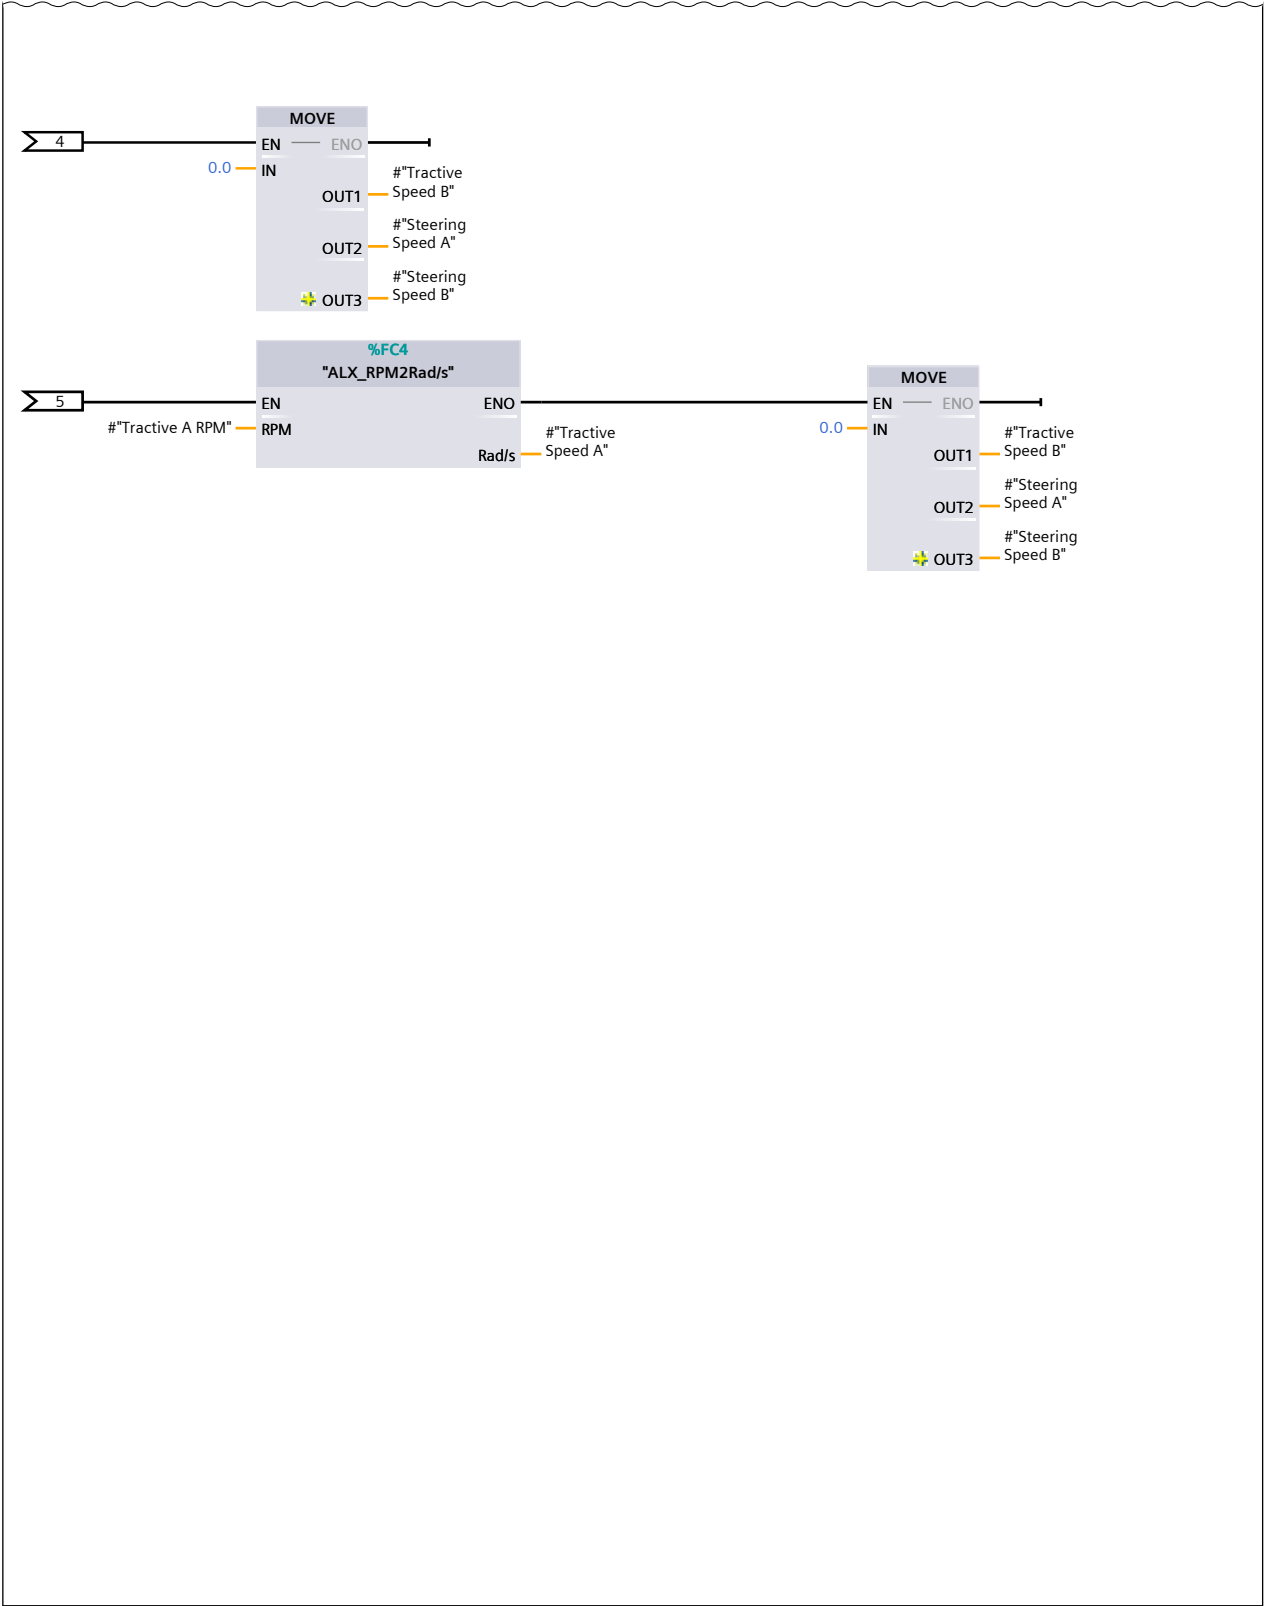 MOVE
4
EN
ENO
0.0
IN
#"Tractive
Speed B"
OUT1
#"Steering
Speed A"
OUT2
#"Steering
Speed B"
OUT3
%FC4
"ALX_RPM2Rad/s"
5
EN
ENO
#"Tractive A RPM"
RPM
Rad/s
#"Tractive
Speed A"
MOVE
EN
ENO
0.0
IN
#"Tractive
Speed B"
OUT1
#"Steering
Speed A"
OUT2
#"Steering
Speed B"
OUT3